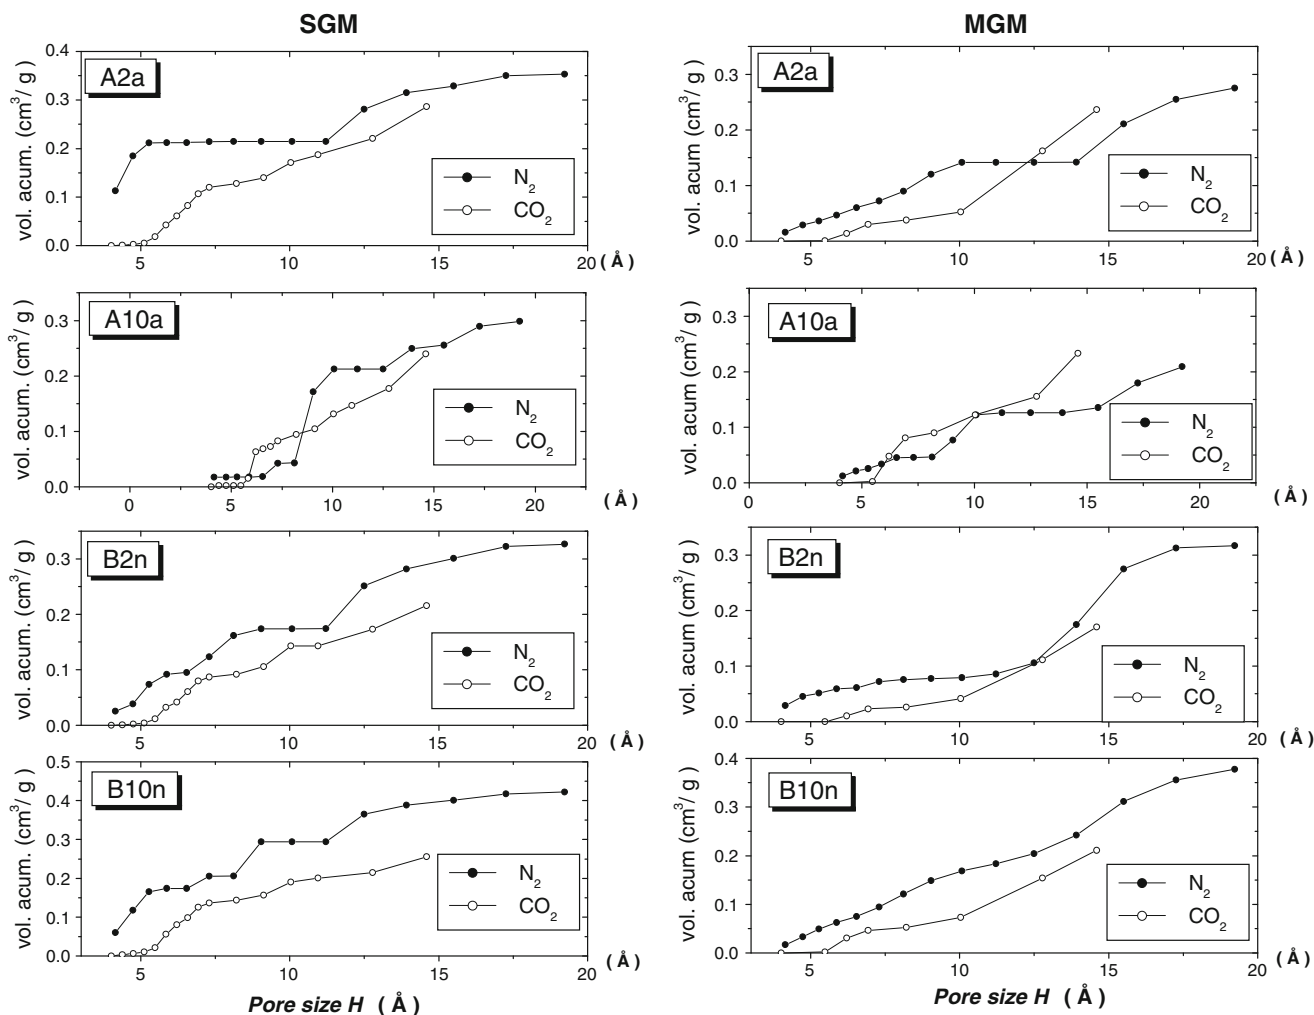 SGM
MGM
A2a
vol. acum. (cm³/ g )
0.4
0.3
0.2
0.1
0.0
N₂
CO₂
5 10 15 20 ( Å )
A2a
vol. acum (cm³/ g )
0.3
0.2
0.1
0.0
N₂
CO₂
5 10 15 20 ( Å )
A10a
vol. acum. (cm³/ g )
0.3
0.2
0.1
0.0
N₂
CO₂
0 5 10 15 20 ( Å )
A10a
vol. acum (cm³/ g )
0.3
0.2
0.1
0.0
N₂
CO₂
0 5 10 15 20 ( Å )
B2n
vol. acum. (cm³/ g )
0.3
0.2
0.1
0.0
N₂
CO₂
5 10 15 20 ( Å )
B2n
vol. acum (cm³/ g )
0.3
0.2
0.1
0.0
N₂
CO₂
5 10 15 20 ( Å )
B10n
vol. acum. (cm³/ g )
0.5
0.4
0.3
0.2
0.1
0.0
N₂
CO₂
5 10 15 20
Pore size H ( Å )
B10n
vol. acum (cm³/ g )
0.4
0.3
0.2
0.1
0.0
N₂
CO₂
5 10 15 20
Pore size H ( Å )